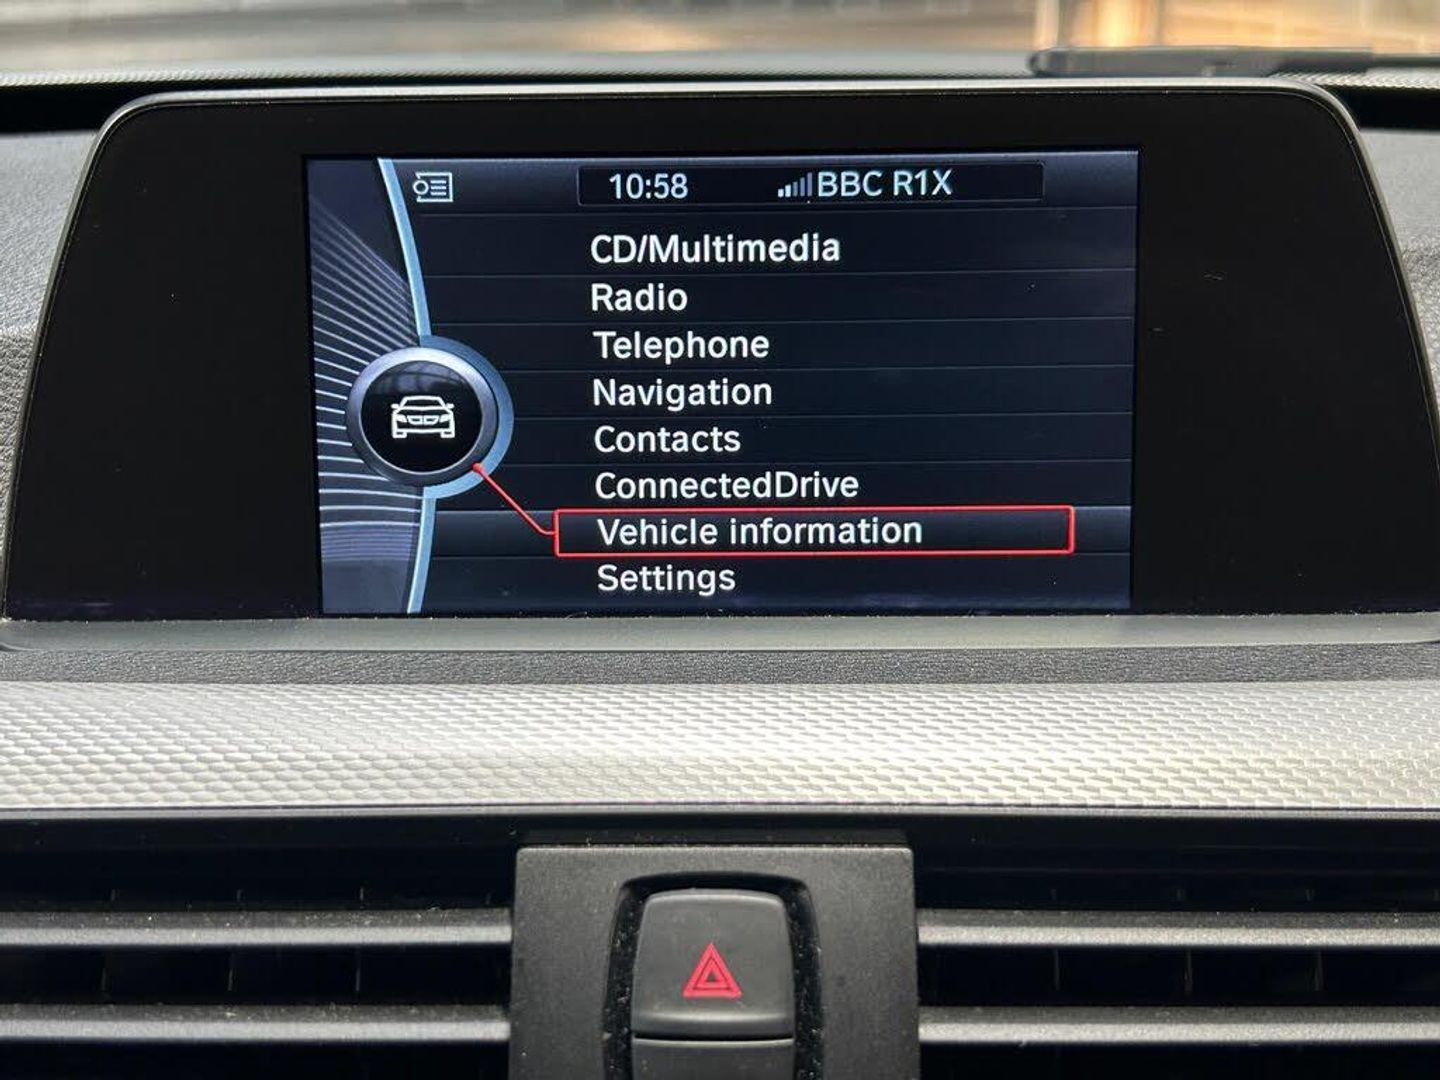 10:58 BBC R1X
CD/Multimedia
Radio
Telephone
Navigation
Contacts
ConnectedDrive
Vehicle information
Settings